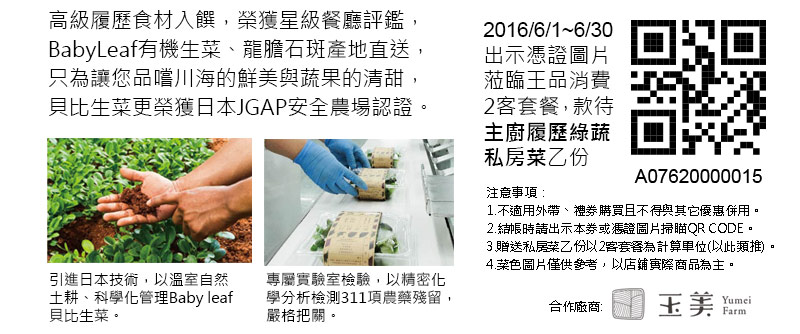 高級履歷食材入饌，榮獲星級餐廳評鑑，
BabyLeaf有機生菜、龍膽石斑產地直送，
只為讓您品嚐川海的鮮美與蔬果的清甜，
貝比生菜更榮獲日本JGAP安全農場認證。
引進日本技術，以溫室自然
土耕、科學化管理Baby leaf
貝比生菜。
專屬實驗室檢驗，以精密化
學分析檢測311項農藥殘留，
嚴格把關。
2016/6/1~6/30
出示憑證圖片
蒞臨王品消費
2客套餐，款待
主廚履歷綠蔬
私房菜乙份
A07620000015
注意事項：
1.不適用外帶、禮券購買且不得與其它優惠併用。
2.結帳時請出示本券或憑證圖片掃瞄QR CODE。
3.贈送私房菜乙份以2客套餐為計算單位(以此類推)。
4.菜色圖片僅供參考，以店鋪實際商品為主。
合作廠商:
玉美 Yumei
Farm